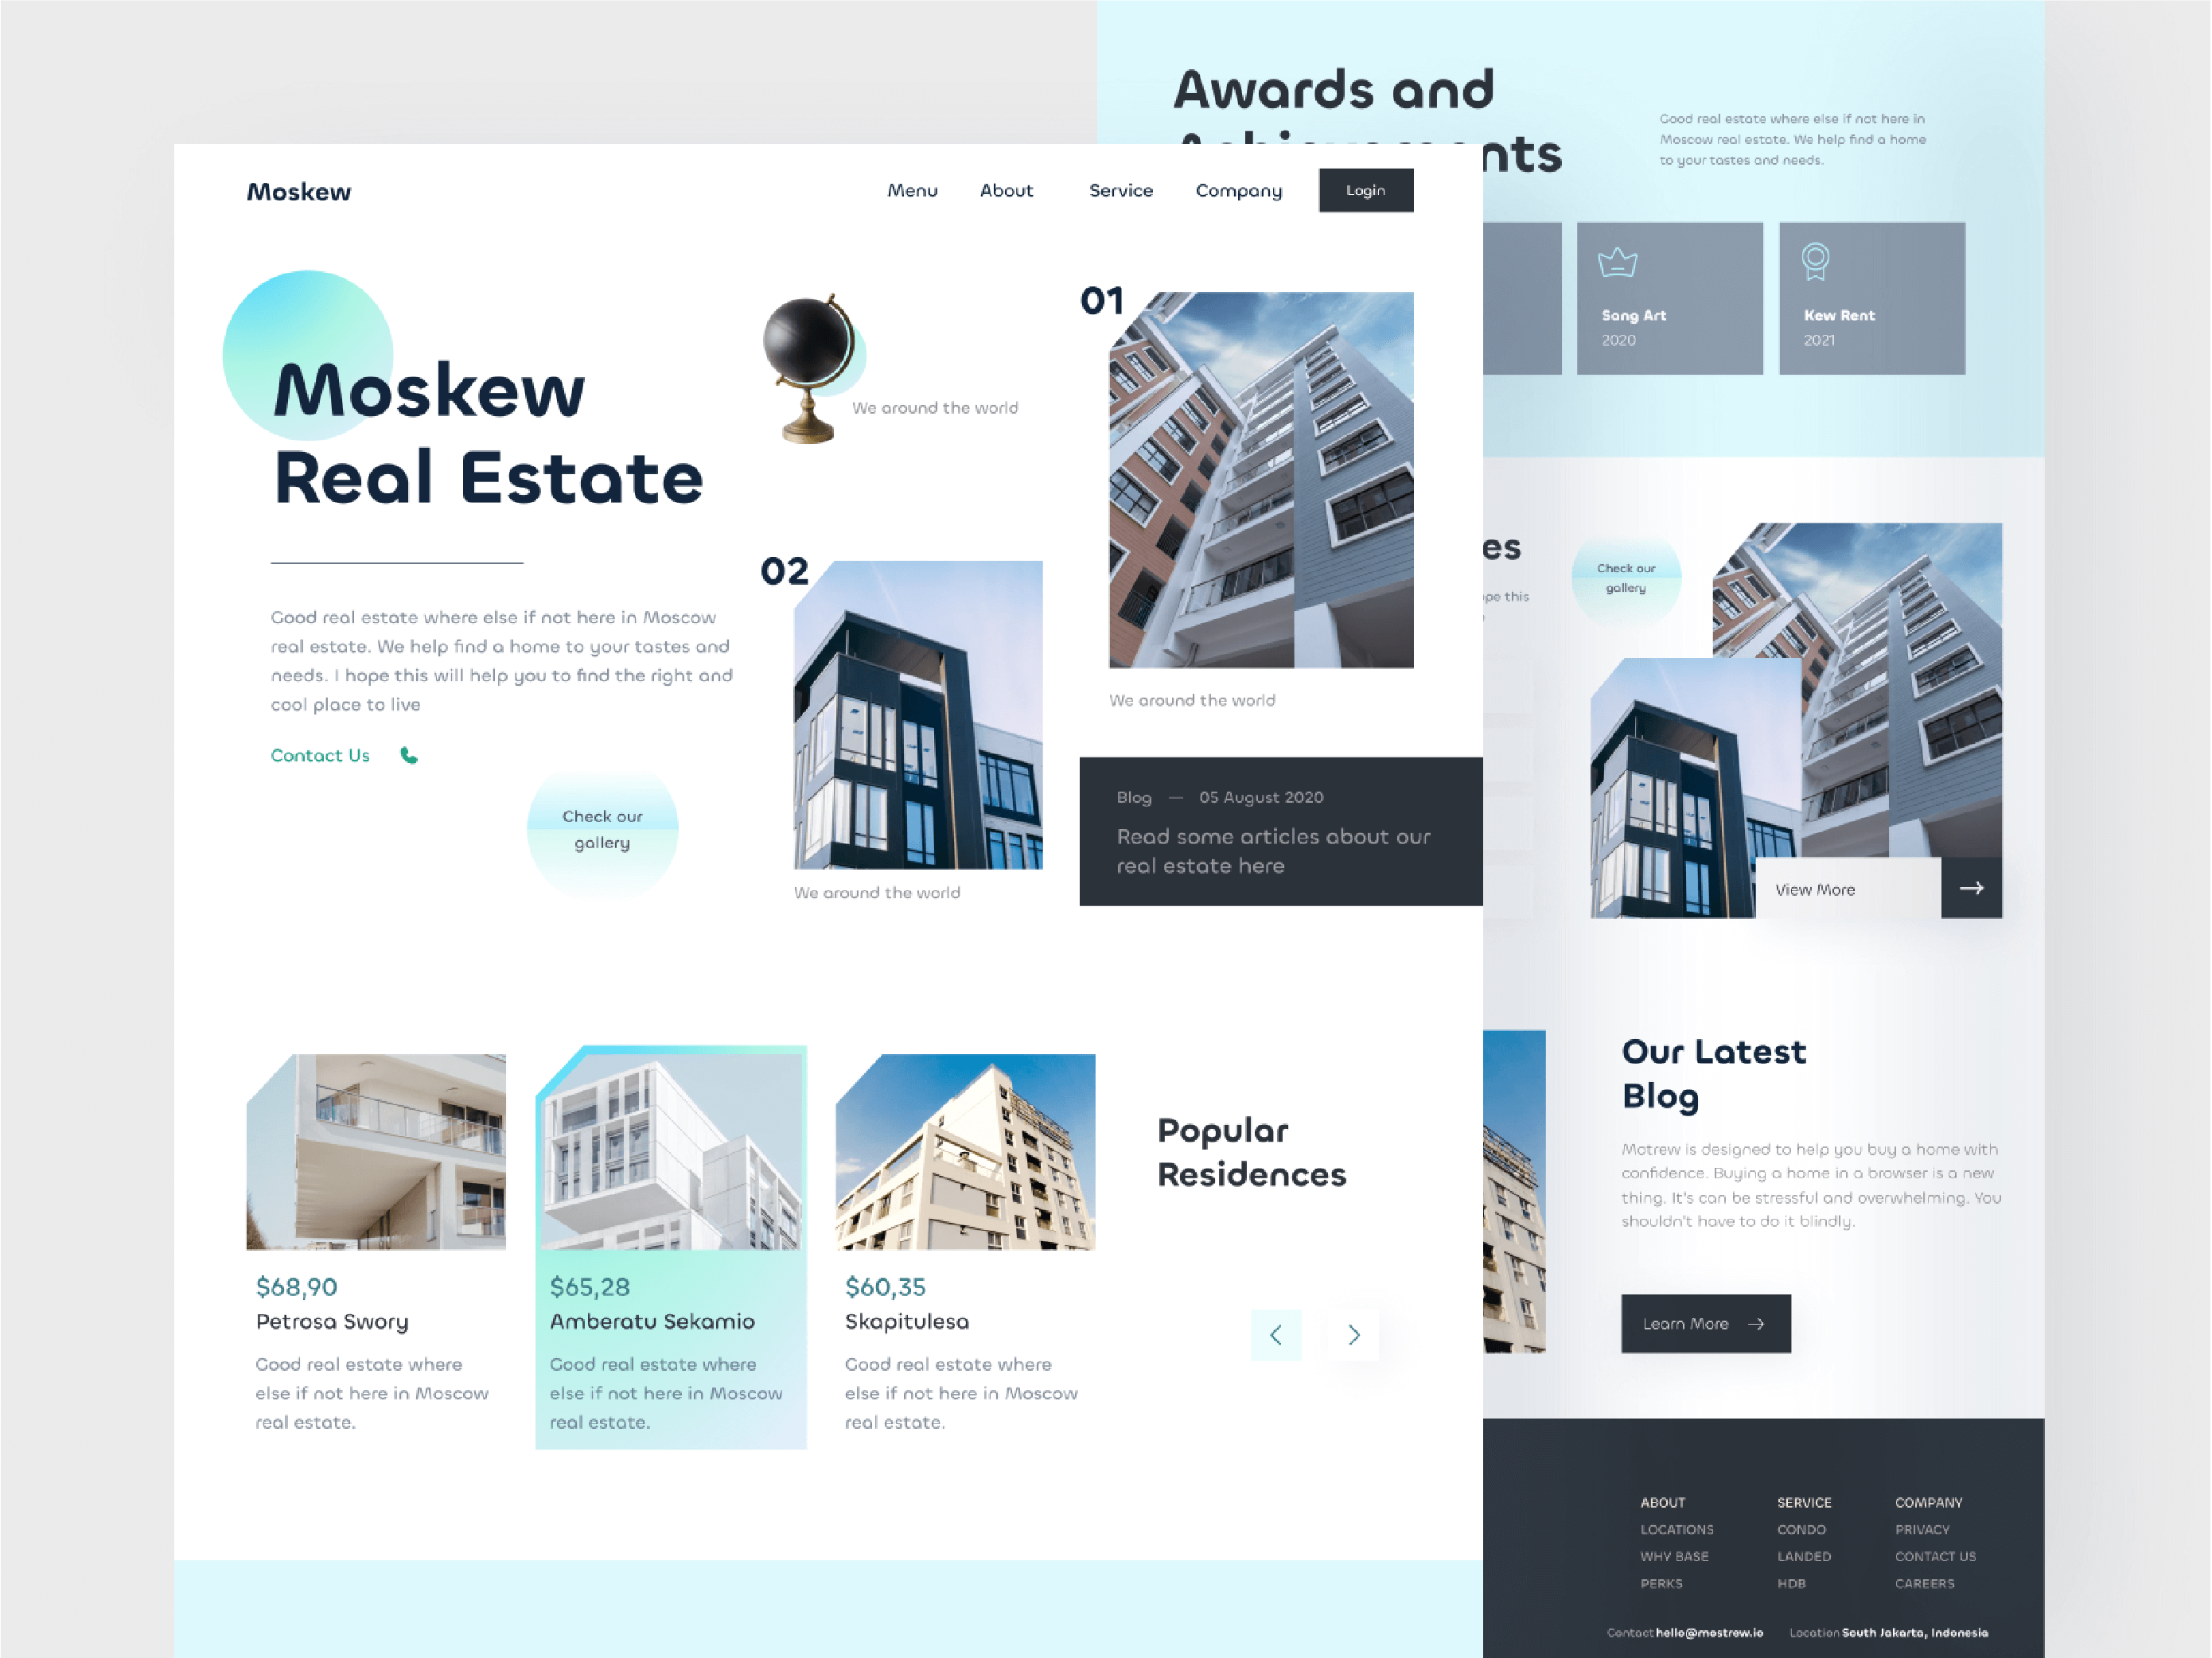 Moskew
Menu
About
Service
Company
Login
Moskew
Real Estate
Good real estate where else if not here in Moscow
real estate. We help find a home to your tastes and
needs. I hope this will help you to find the right and
cool place to live
Contact Us
Check our
gallery
We around the world
01
We around the world
02
We around the world
Blog — 05 August 2020
Read some articles about our
real estate here
$68,90
Petrosa Swory
Good real estate where
else if not here in Moscow
real estate.
$65,28
Amberatu Sekamio
Good real estate where
else if not here in Moscow
real estate.
$60,35
Skapitulesa
Good real estate where
else if not here in Moscow
real estate.
Popular
Residences
Awards and
Achievements
Good real estate where else if not here in
Moscow real estate. We help find a home
to your tastes and needs.
Sang Art
2020
Kew Rent
2021
es
pe this
Check our
gallery
View More
Our Latest
Blog
Motrew is designed to help you buy a home with
confidence. Buying a home in a browser is a new
thing. It's can be stressful and overwhelming. You
shouldn't have to do it blindly.
Learn More
ABOUT
LOCATIONS
WHY BASE
PERKS
SERVICE
CONDO
LANDED
HDB
COMPANY
PRIVACY
CONTACT US
CAREERS
Contact hello@mostrew.io
Location South Jakarta, Indonesia